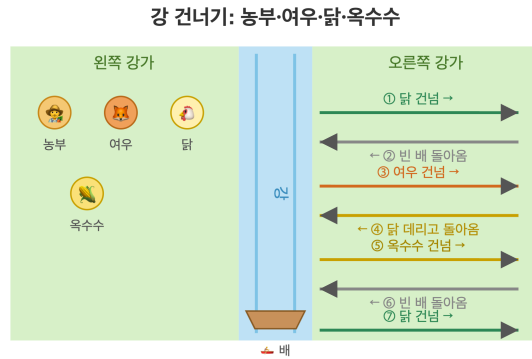 강 건너기: 농부·여우·닭·옥수수
왼쪽 강가
농부
여우
닭
옥수수
강
배
오른쪽 강가
① 닭 건넘 →
← ② 빈 배 돌아옴
③ 여우 건넘 →
← ④ 닭 데리고 돌아옴
⑤ 옥수수 건넘 →
← ⑥ 빈 배 돌아옴
⑦ 닭 건넘 →